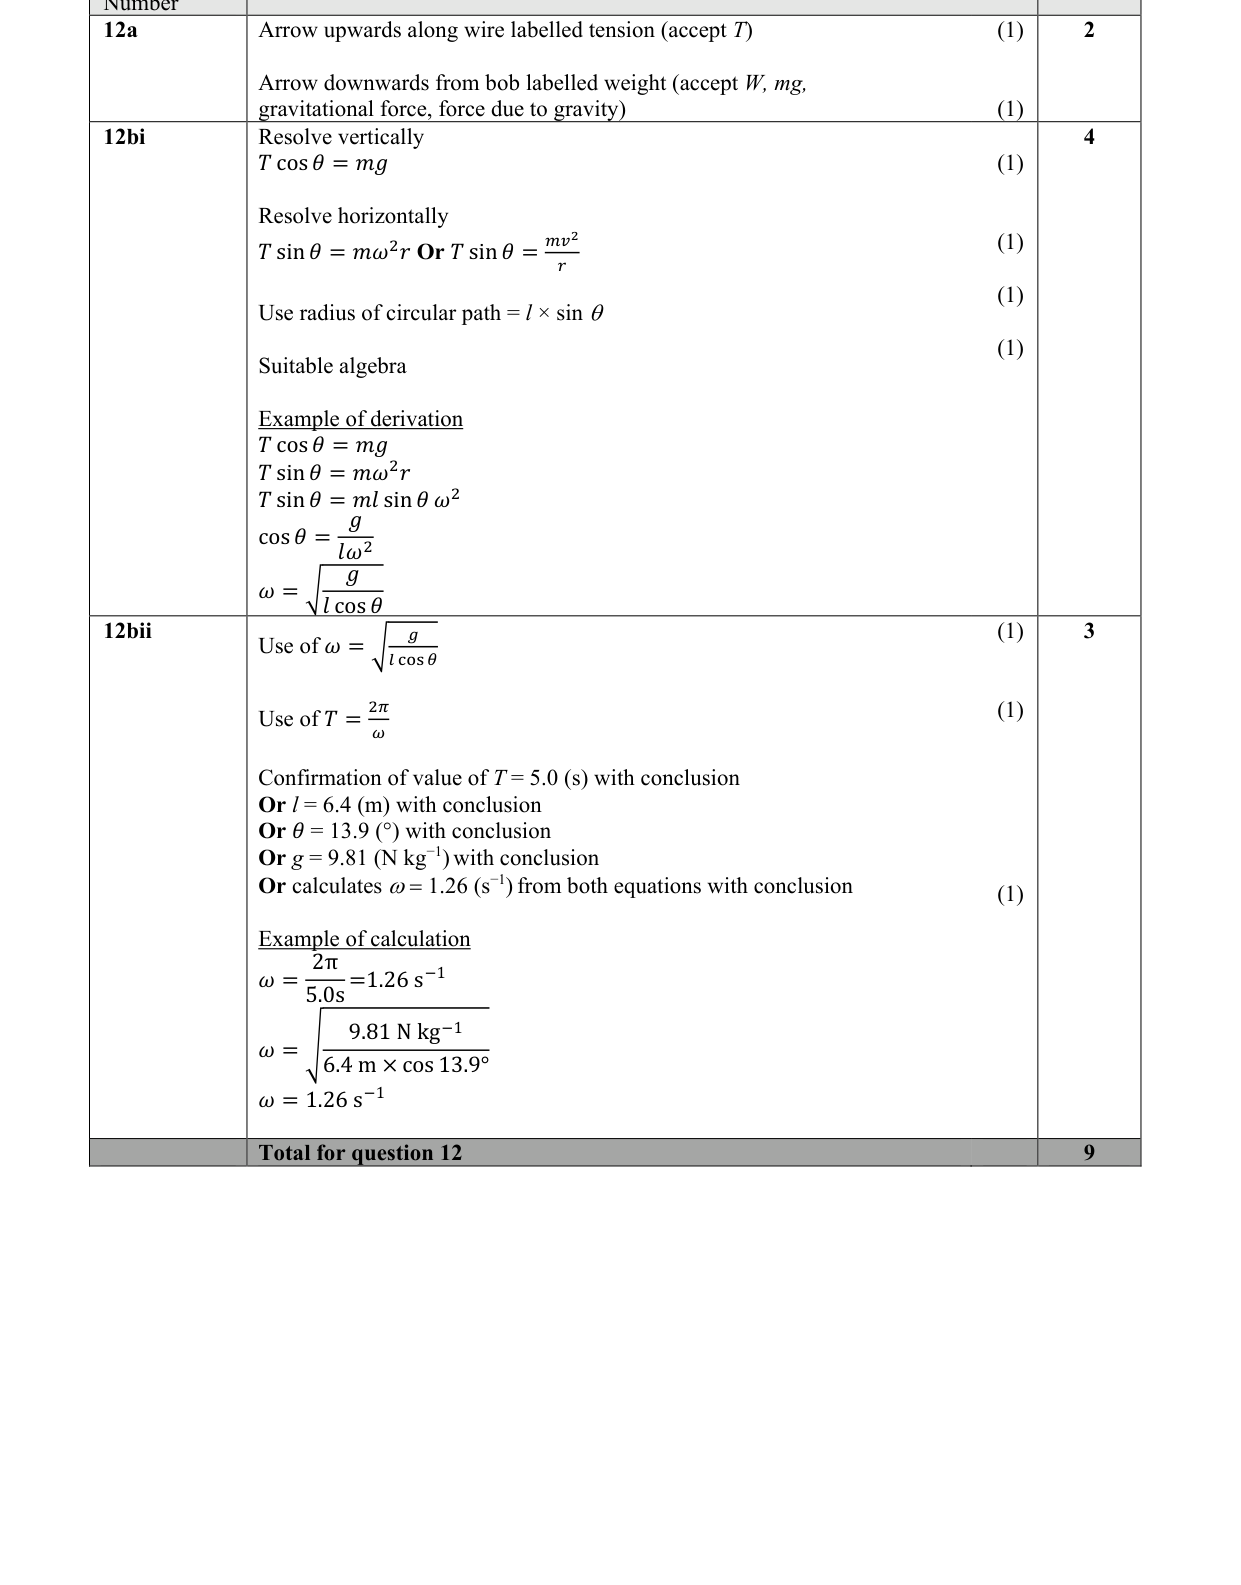 Number
12a Arrow upwards along wire labelled tension (accept T) (1) 2
Arrow downwards from bob labelled weight (accept W, mg,
gravitational force, force due to gravity) (1)
12bi Resolve vertically 4
T cos θ = mg (1)
Resolve horizontally
T sin θ = mω²r Or T sin θ = mv²/r (1)
(1)
Use radius of circular path = l × sin θ
(1)
Suitable algebra
Example of derivation
T cos θ = mg
T sin θ = mω²r
T sin θ = ml sin θ ω²
cos θ = g/lω²
ω = √(g/l cos θ)
12bii Use of ω = √(g/l cos θ) (1) 3
Use of T = 2π/ω (1)
Confirmation of value of T = 5.0 (s) with conclusion
Or l = 6.4 (m) with conclusion
Or θ = 13.9 (°) with conclusion
Or g = 9.81 (N kg⁻¹) with conclusion
Or calculates ω = 1.26 (s⁻¹) from both equations with conclusion (1)
Example of calculation
ω = 2π/5.0s =1.26 s⁻¹
ω = √(9.81 N kg⁻¹/6.4 m × cos 13.9°)
ω = 1.26 s⁻¹
Total for question 12 9